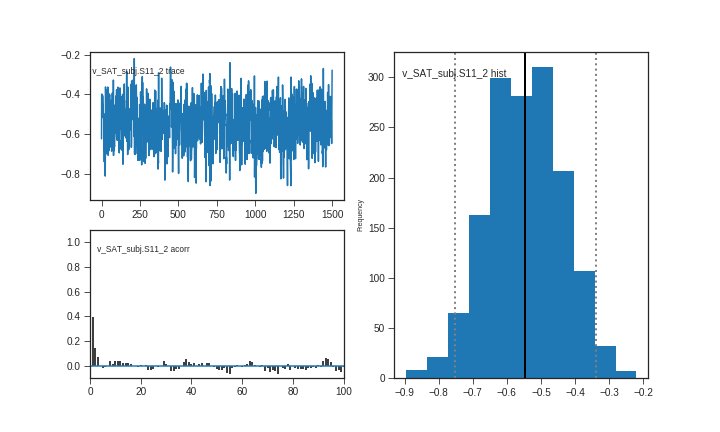 −0.2
−0.4
−0.6
−0.8
v_SAT_subj.S11_2 trace
0 250 500 750 1000 1250 1500
1.0
0.8
0.6
0.4
0.2
0.0
v_SAT_subj.S11_2 acorr
0 20 40 60 80 100
300
250
200
150
100
50
0
Frequency
v_SAT_subj.S11_2 hist
−0.9 −0.8 −0.7 −0.6 −0.5 −0.4 −0.3 −0.2